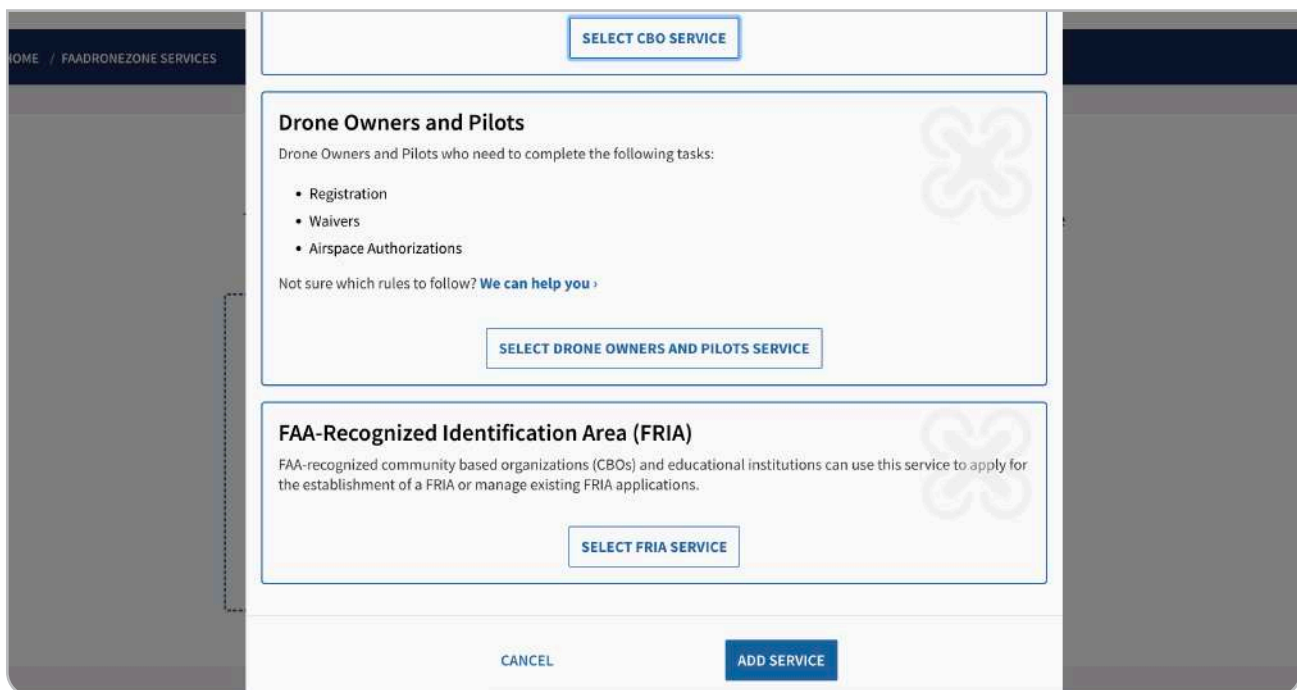 SELECT CBO SERVICE
HOME / FAADRONEZONE SERVICES
Drone Owners and Pilots
Drone Owners and Pilots who need to complete the following tasks:
• Registration
• Waivers
• Airspace Authorizations
Not sure which rules to follow? We can help you ›
SELECT DRONE OWNERS AND PILOTS SERVICE
FAA-Recognized Identification Area (FRIA)
FAA-recognized community based organizations (CBOs) and educational institutions can use this service to apply for
the establishment of a FRIA or manage existing FRIA applications.
SELECT FRIA SERVICE
CANCEL
ADD SERVICE